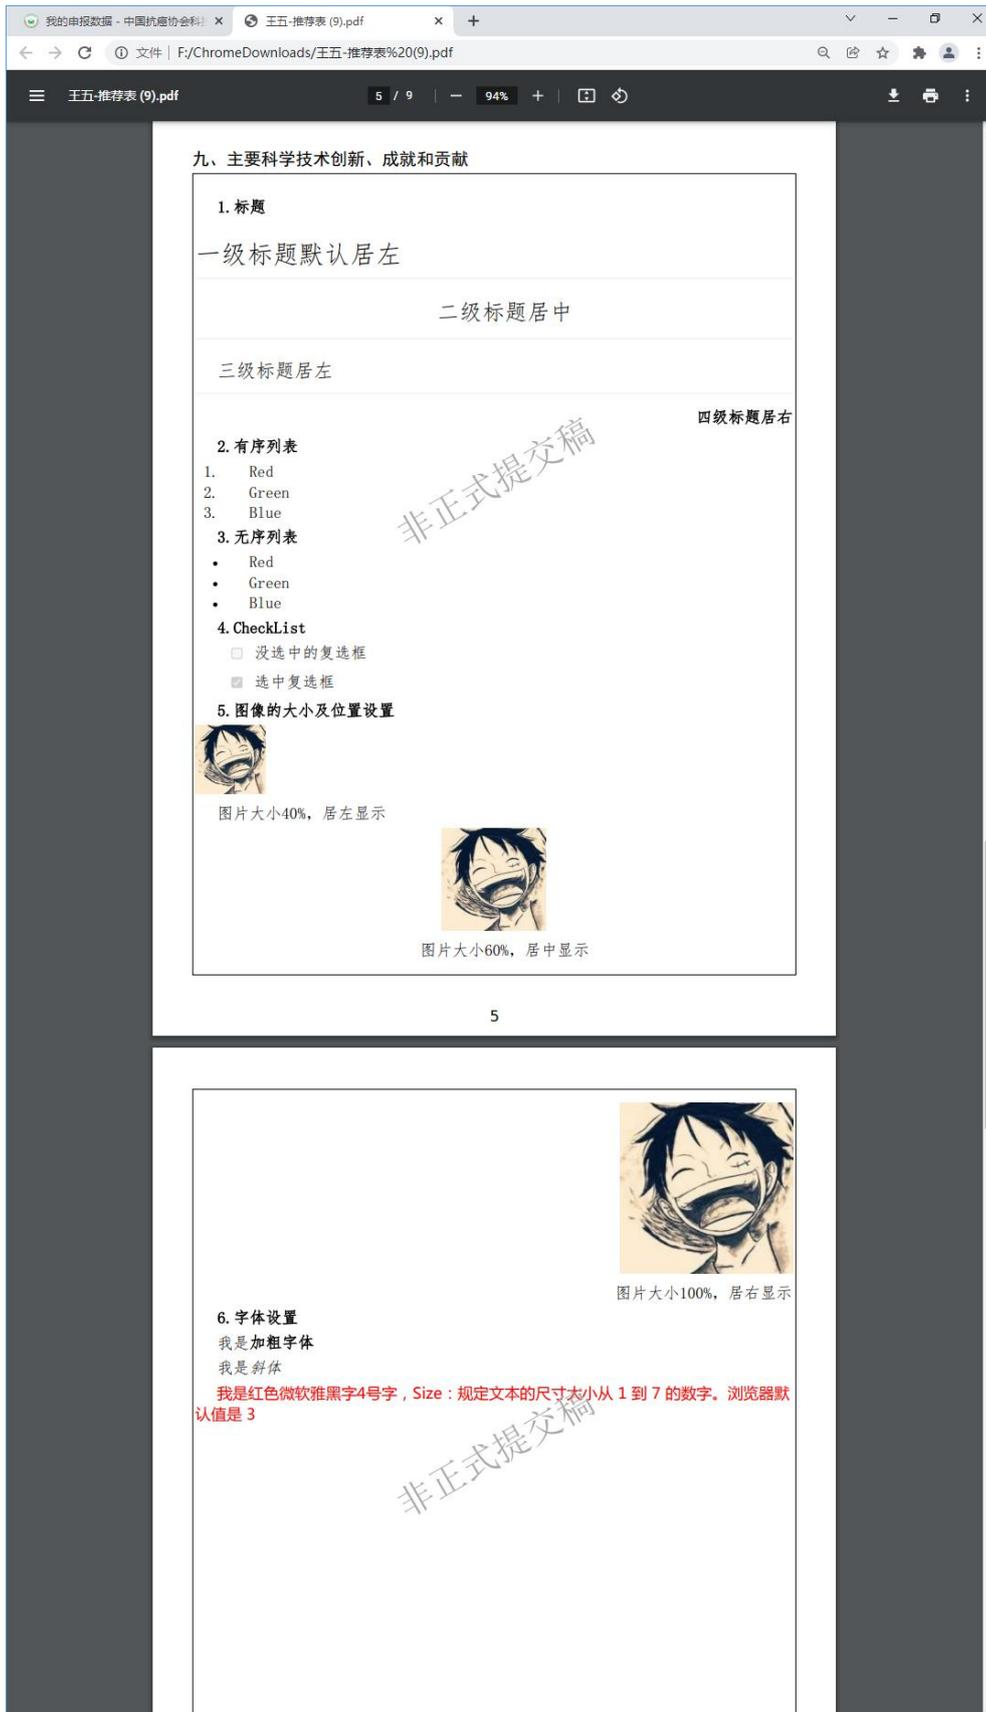 我的申报数据 - 中国抗癌协会科
王五-推荐表 (9).pdf
文件 | F:/ChromeDownloads/王五-推荐表%20(9).pdf
王五-推荐表 (9).pdf
5 / 9
94%
九、主要科学技术创新、成就和贡献
1.标题
一级标题默认居左
二级标题居中
三级标题居左
四级标题居右
2.有序列表
1. Red
2. Green
3. Blue
3.无序列表
• Red
• Green
• Blue
4.CheckList
没选中的复选框
选中复选框
5.图像的大小及位置设置
图片大小40%，居左显示
图片大小60%，居中显示
非正式提交稿
5
图片大小100%，居右显示
6.字体设置
我是加粗字体
我是斜体
我是红色微软雅黑字4号字，Size：规定文本的尺寸大小从 1 到 7 的数字。浏览器默
认值是 3
非正式提交稿